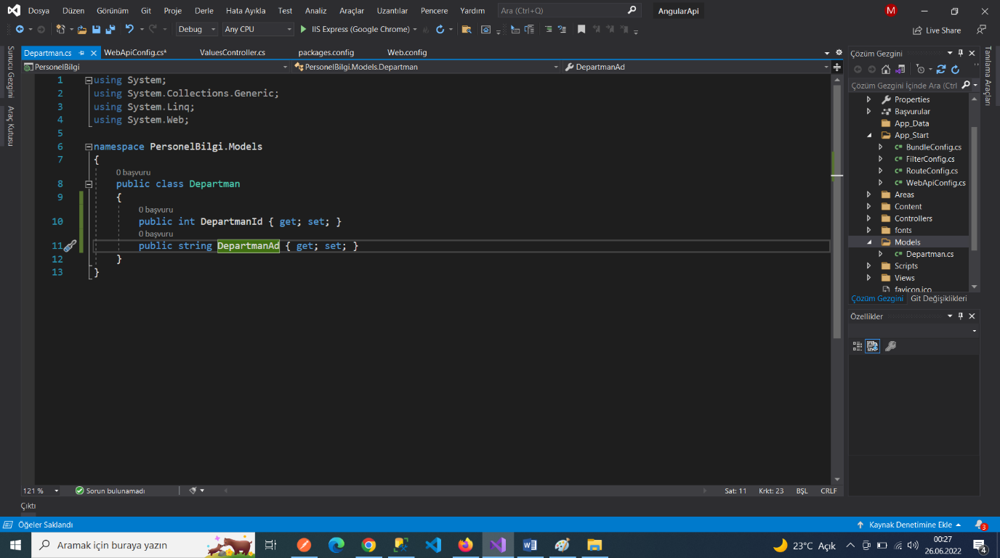 Dosya Düzen Görünüm Git Proje Derle Hata Ayıkla Test Analiz Araçlar Uzantılar Pencere Yardım Ara (Ctrl+Q) AngularApi M
Debug Any CPU IIS Express (Google Chrome) Live Share
Sunucu Gezgini
Araç Kutusu
Departman.cs WebApiConfig.cs* ValuesController.cs packages.config Web.config
PersonelBilgi PersonelBilgi.Models.Departman DepartmanAd
1 using System;
2 using System.Collections.Generic;
3 using System.Linq;
4 using System.Web;
5
6 namespace PersonelBilgi.Models
7 {
0 başvuru
8 public class Departman
9 {
0 başvuru
10 public int DepartmanId { get; set; }
0 başvuru
11 public string DepartmanAd { get; set; }
12 }
13 }
121 % Sorun bulunamadı Sat: 11 Krkt: 23 BŞL CRLF
Çıktı
Çözüm Gezgini
Çözüm Gezgini İçinde Ara (Ctrl
Properties
Başvurular
App_Data
App_Start
C# BundleConfig.cs
C# FilterConfig.cs
C# RouteConfig.cs
C# WebApiConfig.cs
Areas
Content
Controllers
fonts
Models
C# Departman.cs
Scripts
Views
favicon.ico
Çözüm Gezgini Git Değişiklikleri
Özellikler
Tanılama Araçları
Öğeler Saklandı Kaynak Denetimine Ekle 3
Aramak için buraya yazın 23°C Açık 00:27
26.06.2022 4